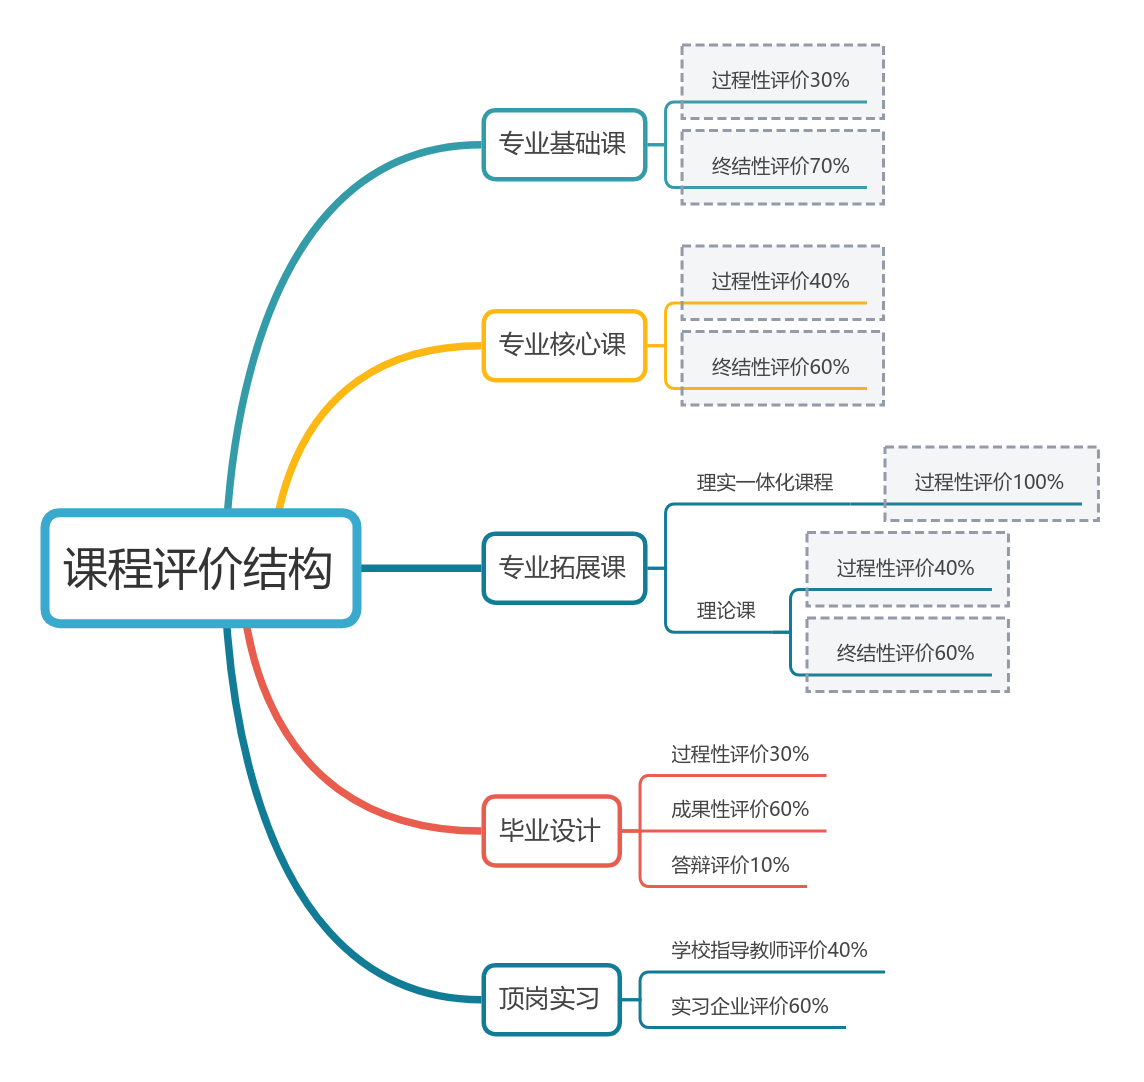 课程评价结构
专业基础课
过程性评价30%
终结性评价70%
专业核心课
过程性评价40%
终结性评价60%
专业拓展课
理实一体化课程
过程性评价100%
理论课
过程性评价40%
终结性评价60%
毕业设计
过程性评价30%
成果性评价60%
答辩评价10%
顶岗实习
学校指导教师评价40%
实习企业评价60%